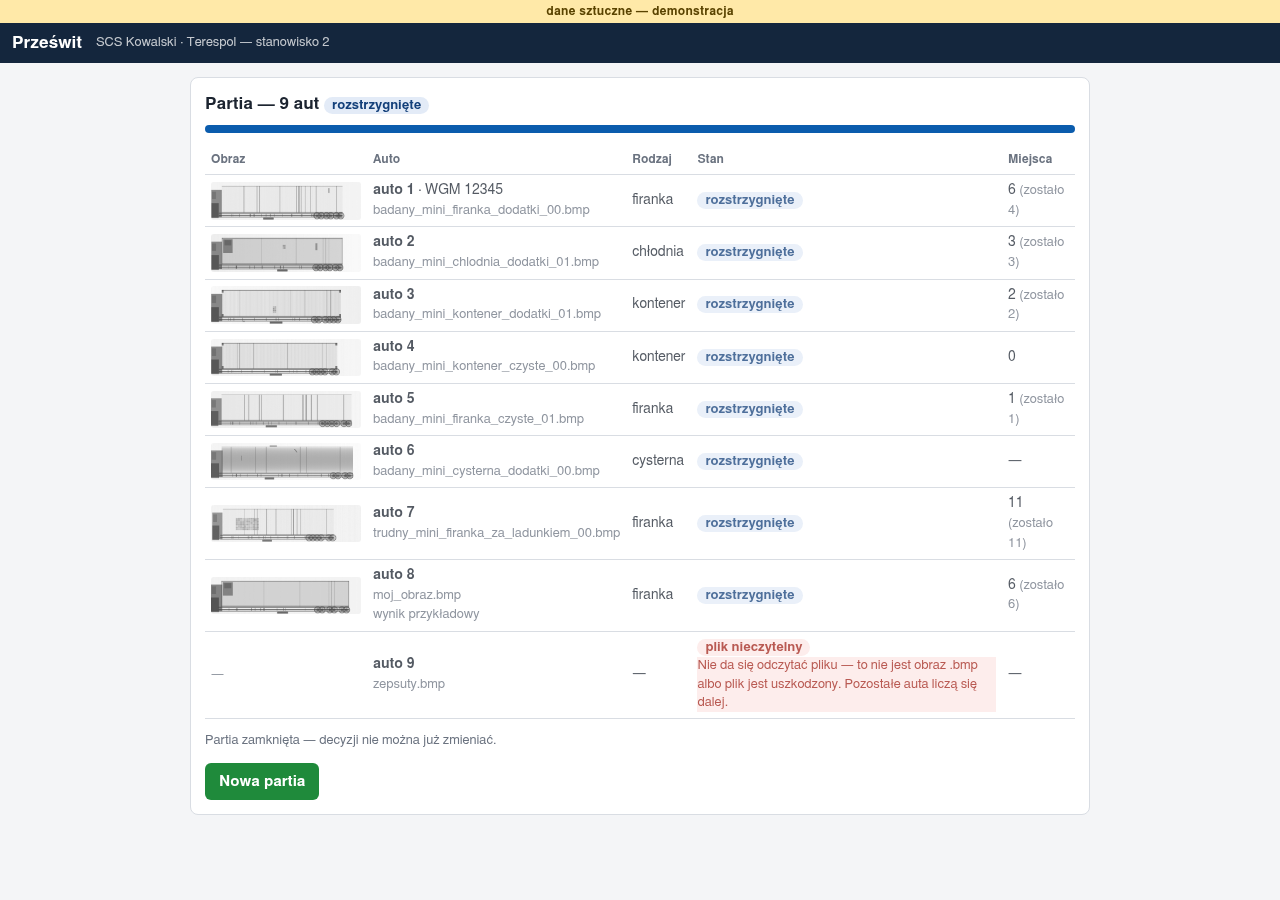 dane sztuczne — demonstracja
Prześwit SCS Kowalski · Terespol — stanowisko 2
Partia — 9 aut rozstrzygnięte
Obraz Auto Rodzaj Stan Miejsca
auto 1 · WGM 12345
badany_mini_firanka_dodatki_00.bmp
firanka
rozstrzygnięte
6 (zostało
4)
auto 2
badany_mini_chlodnia_dodatki_01.bmp
chłodnia
rozstrzygnięte
3 (zostało
3)
auto 3
badany_mini_kontener_dodatki_01.bmp
kontener
rozstrzygnięte
2 (zostało
2)
auto 4
badany_mini_kontener_czyste_00.bmp
kontener
rozstrzygnięte
0
auto 5
badany_mini_firanka_czyste_01.bmp
firanka
rozstrzygnięte
1 (zostało
1)
auto 6
badany_mini_cysterna_dodatki_00.bmp
cysterna
rozstrzygnięte
—
auto 7
trudny_mini_firanka_za_ladunkiem_00.bmp
firanka
rozstrzygnięte
11
(zostało
11)
auto 8
moj_obraz.bmp
wynik przykładowy
firanka
rozstrzygnięte
6 (zostało
6)
—
auto 9
zepsuty.bmp
—
plik nieczytelny
Nie da się odczytać pliku — to nie jest obraz .bmp
albo plik jest uszkodzony. Pozostałe auta liczą się
dalej.
—
Partia zamknięta — decyzji nie można już zmieniać.
Nowa partia